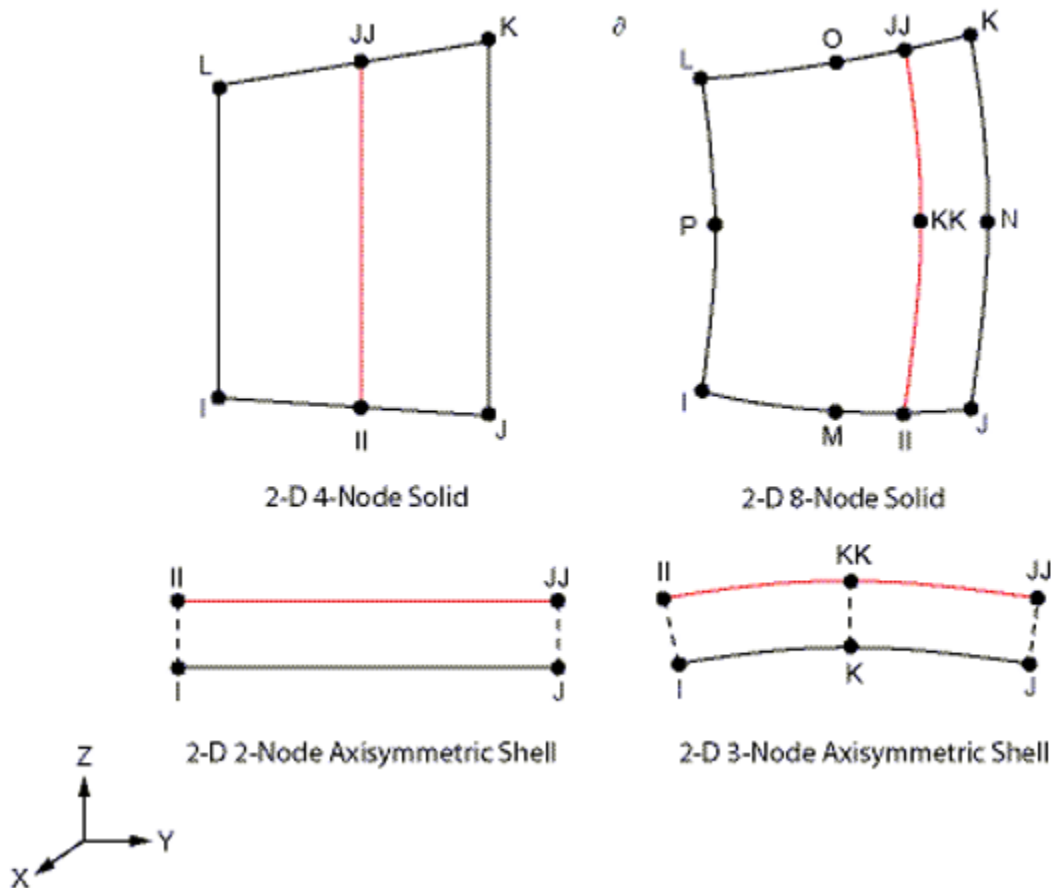 L
JJ
K
I
II
J
2-D 4-Node Solid
∂
L
O
JJ
K
P
KK
N
I
M
II
J
2-D 8-Node Solid
II
JJ
I
J
2-D 2-Node Axisymmetric Shell
II
KK
JJ
I
K
J
2-D 3-Node Axisymmetric Shell
Z
Y
X